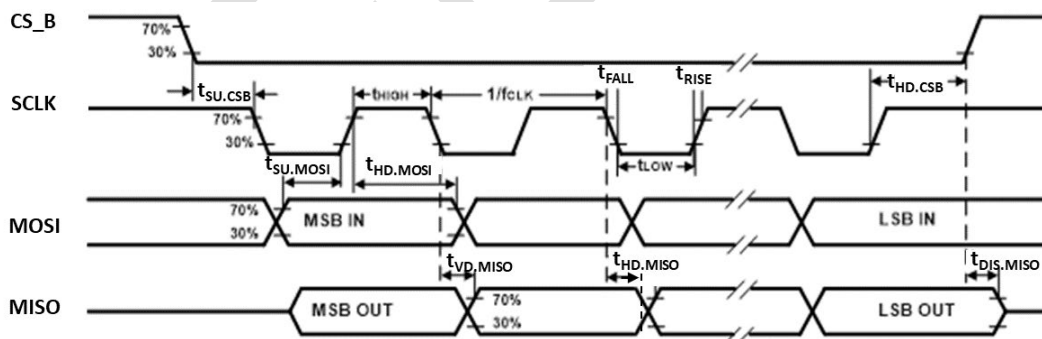 CS_B
70%
30%
tSU.CSB
tFALL
tRISE
tHD.CSB
SCLK
tHIGH
1/fCLK
70%
30%
tSU.MOSI
tHD.MOSI
tLOW
MOSI
70%
30%
MSB IN
LSB IN
tVD.MISO
tHD.MISO
tDIS.MISO
MISO
MSB OUT
70%
30%
LSB OUT